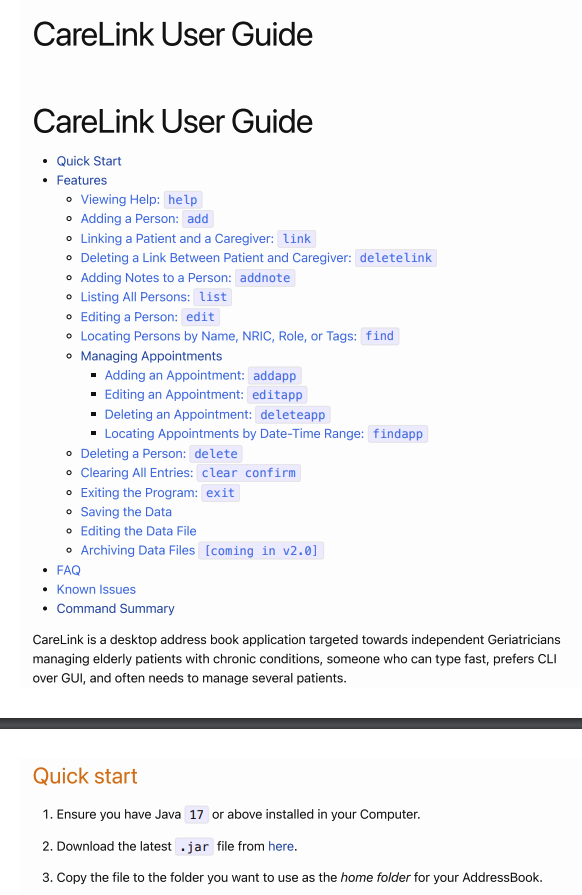 CareLink User Guide
CareLink User Guide
Quick Start
Features
Viewing Help: help
Adding a Person: add
Linking a Patient and a Caregiver: link
Deleting a Link Between Patient and Caregiver: deletelink
Adding Notes to a Person: addnote
Listing All Persons: list
Editing a Person: edit
Locating Persons by Name, NRIC, Role, or Tags: find
Managing Appointments
Adding an Appointment: addapp
Editing an Appointment: editapp
Deleting an Appointment: deleteapp
Locating Appointments by Date-Time Range: findapp
Deleting a Person: delete
Clearing All Entries: clear confirm
Exiting the Program: exit
Saving the Data
Editing the Data File
Archiving Data Files [coming in v2.0]
FAQ
Known Issues
Command Summary
CareLink is a desktop address book application targeted towards independent Geriatricians
managing elderly patients with chronic conditions, someone who can type fast, prefers CLI
over GUI, and often needs to manage several patients.
Quick start
1. Ensure you have Java 17 or above installed in your Computer.
2. Download the latest .jar file from here.
3. Copy the file to the folder you want to use as the home folder for your AddressBook.